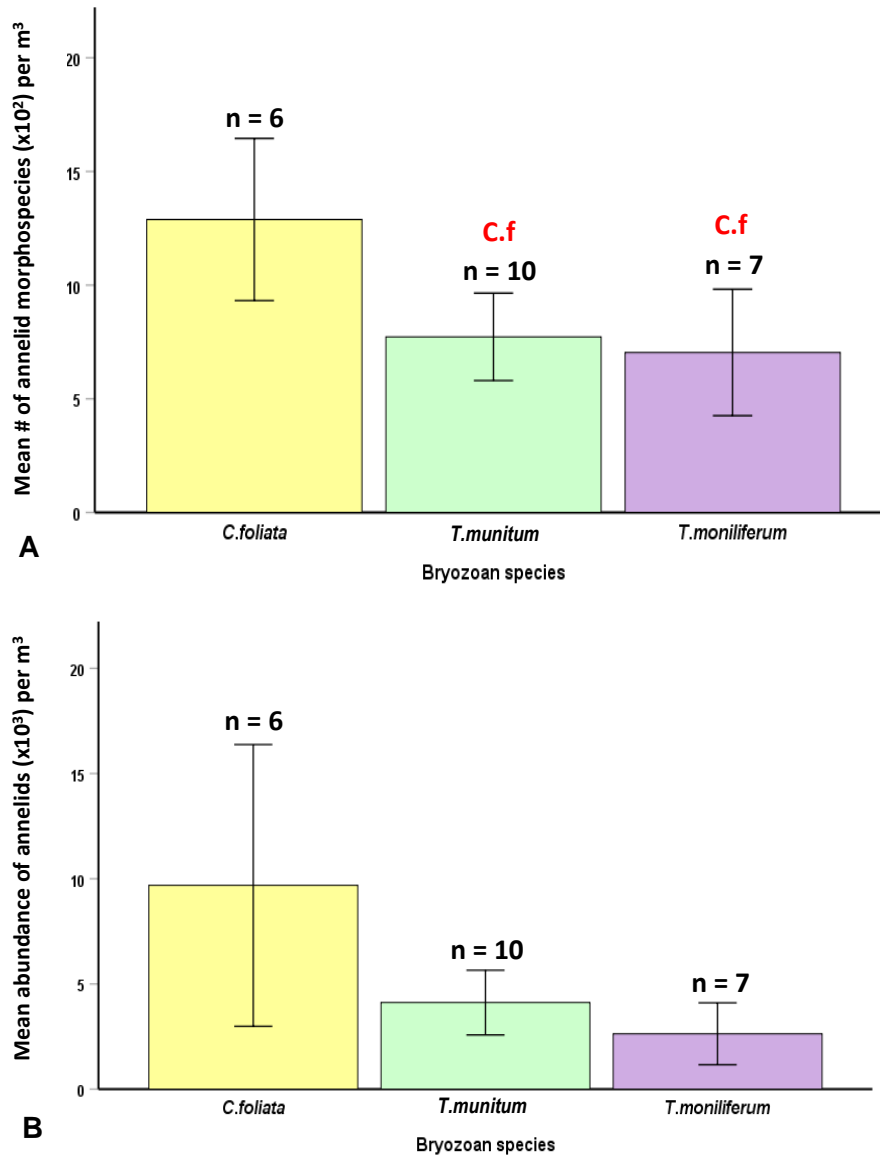 Mean # of annelid morphospecies (x10²) per m³
20
15
10
5
0
n = 6
C.f
n = 10
C.f
n = 7
C.foliata
T.munitum
T.moniliferum
A
Bryozoan species
Mean abundance of annelids (x10³) per m³
20
15
10
5
0
n = 6
n = 10
n = 7
C.foliata
T.munitum
T.moniliferum
B
Bryozoan species